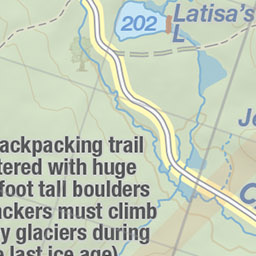 202
Latisa's
L
ackpacking trail
tered with huge
foot tall boulders
ackers must climb
y glaciers during
e last ice age)